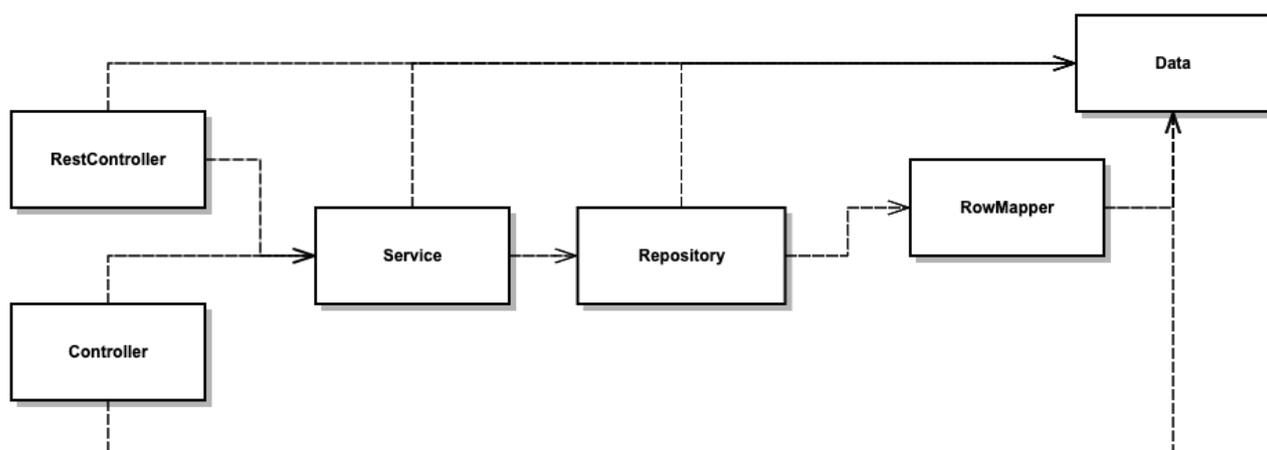 Data
RestController
RowMapper
Service
Repository
Controller